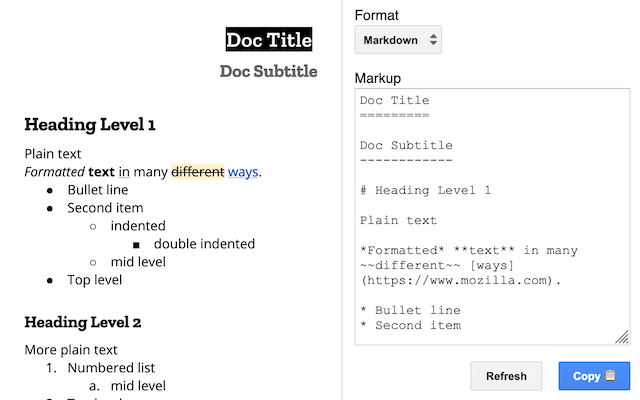 Doc Title
Doc Subtitle
Heading Level 1
Plain text
Formatted text in many different ways.
● Bullet line
● Second item
○ indented
■ double indented
○ mid level
● Top level
Heading Level 2
More plain text
1. Numbered list
a. mid level
Format
Markdown
Markup
Doc Title
=========
Doc Subtitle
------------
# Heading Level 1
Plain text
*Formatted* **text** in many
~~different~~ [ways]
(https://www.mozilla.com).
* Bullet line
* Second item
Refresh
Copy 📋